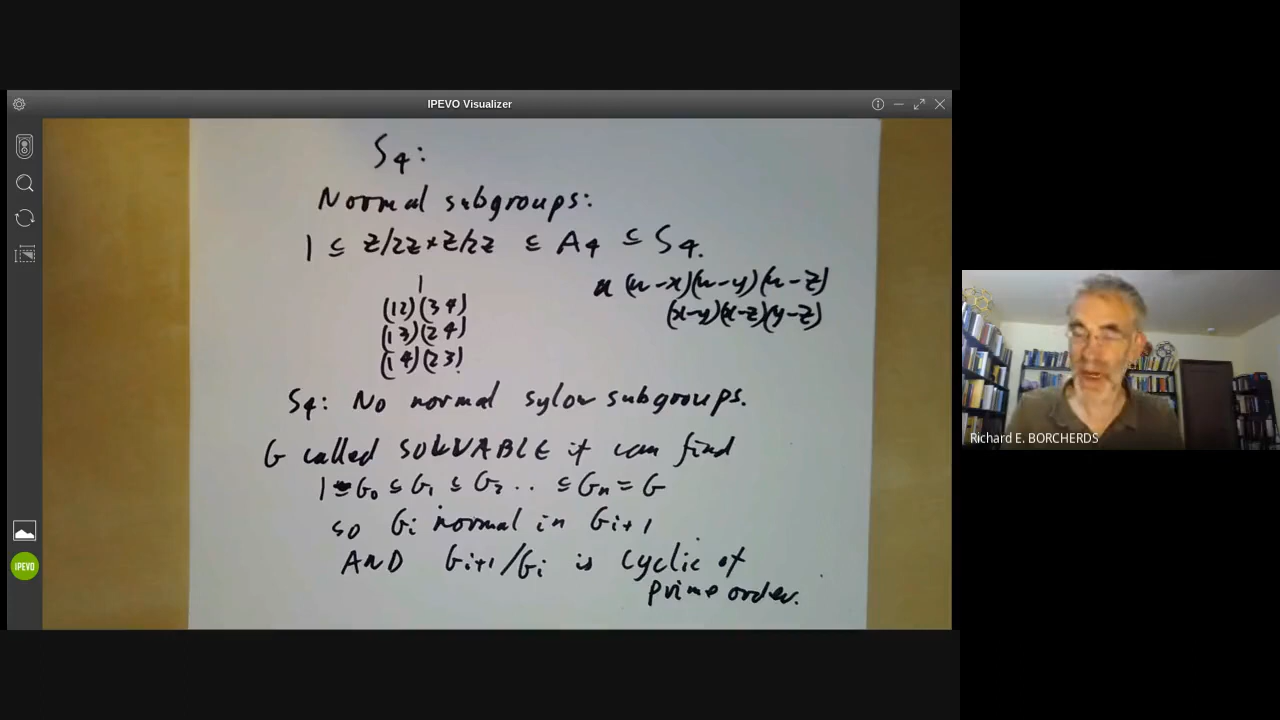 IPEVO Visualizer
S4:
Normal subgroups:
1 ⊆ Z/2Z × Z/2Z ⊆ A4 ⊆ S4.
1
(12)(34)
(13)(24)
(14)(23)
(w-x)(w-y)(w-z)
(x-y)(x-z)(y-z)
S4: No normal sylow subgroups.
G called SOLVABLE if can find
1 = G0 ⊆ G1 ⊆ G2 .. ⊆ Gn = G
so Gi normal in Gi+1
AND Gi+1/Gi is cyclic of
prime order.
IPEVO
Richard E. BORCHERDS